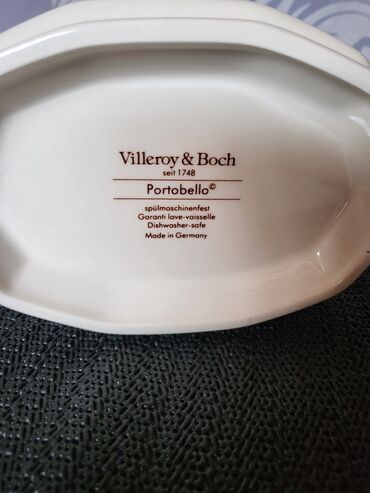 Villeroy & Boch
seit 1748
Portobello©
spülmaschinenfest
Garanti lave-vaisselle
Dishwasher-safe
Made in Germany